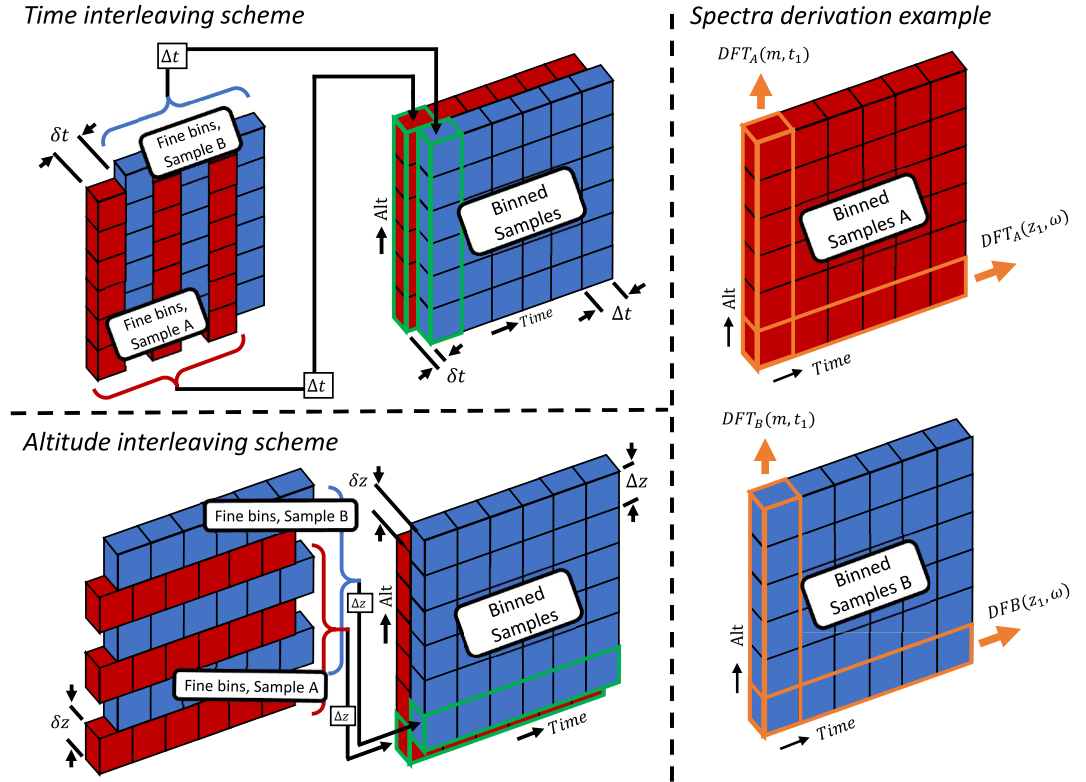 Time interleaving scheme
Δt
δt
Fine bins,
Sample B
Fine bins,
Sample A
Δt
Alt
Binned
Samples
Time
Δt
δt
Altitude interleaving scheme
Fine bins, Sample B
Fine bins, Sample A
δz
Δz
Δz
δz
Alt
Binned
Samples
Δz
Time
Spectra derivation example
DFT_A(m, t_1)
Binned
Samples A
DFT_A(z_1, ω)
Alt
Time
DFT_B(m, t_1)
Binned
Samples B
DFB(z_1, ω)
Alt
Time